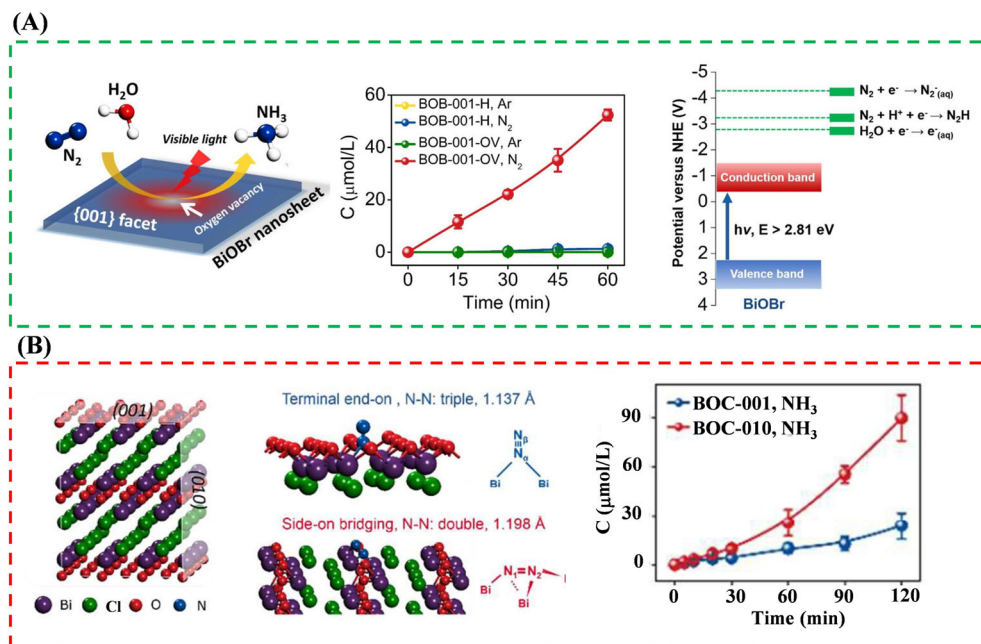 (A)
H₂O
N₂
NH₃
Visible light
Oxygen vacancy
{001} facet
BiOBr nanosheet
BOB-001-H, Ar
BOB-001-H, N₂
BOB-001-OV, Ar
BOB-001-OV, N₂
C (μmol/L)
60
40
20
0
0 15 30 45 60
Time (min)
Potential versus NHE (V)
-5
-4
-3
-2
-1
0
1
2
3
4
N₂ + e⁻ → N₂⁻(aq)
N₂ + H⁺ + e⁻ → N₂H
H₂O + e⁻ → e⁻(aq)
Conduction band
hν, E > 2.81 eV
Valence band
BiOBr
(B)
(001)
(010)
Bi Cl O N
Terminal end-on , N-N: triple, 1.137 Å
Nβ
Nα
Bi Bi
Side-on bridging, N-N: double, 1.198 Å
N₁=N₂
Bi
Bi
BOC-001, NH₃
BOC-010, NH₃
C (μmol/L)
90
60
30
0
0 30 60 90 120
Time (min)